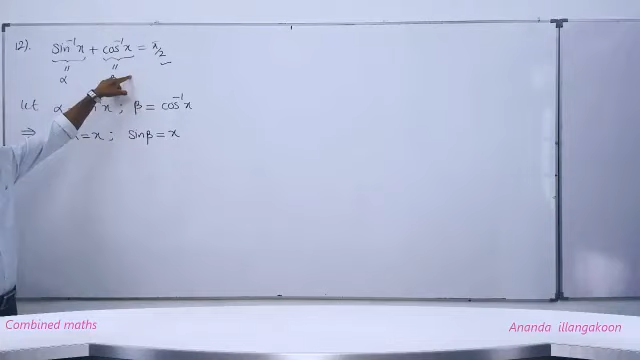 12). Sin⁻¹x + cos⁻¹x = π/2
α
let α = x ; β = cos⁻¹x
⇒ = x ; Sinβ = x
Combined maths
Ananda illangakoon